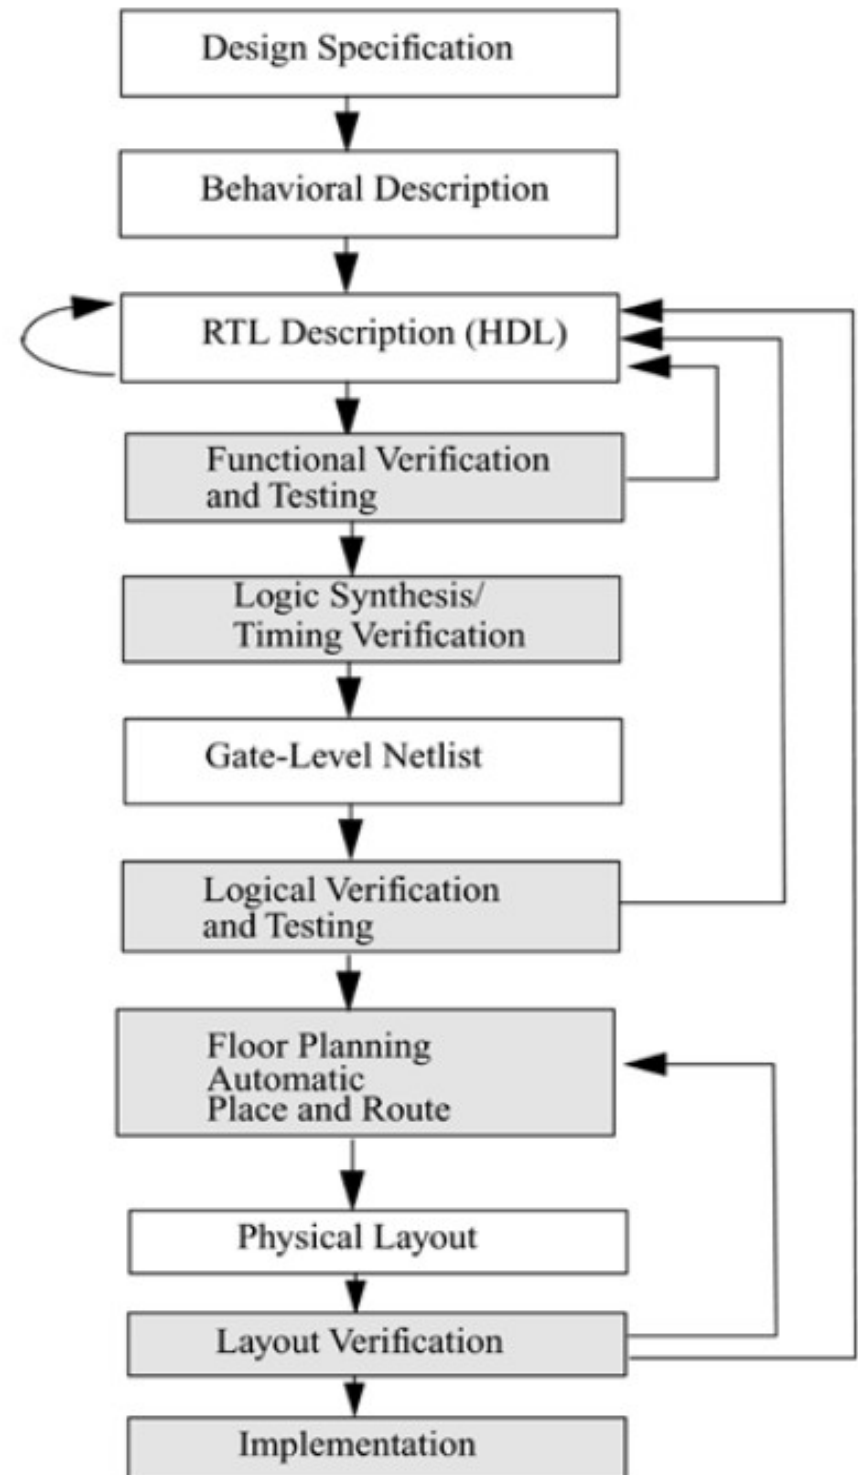 Design Specification
Behavioral Description
RTL Description (HDL)
Functional Verification
and Testing
Logic Synthesis/
Timing Verification
Gate-Level Netlist
Logical Verification
and Testing
Floor Planning
Automatic
Place and Route
Physical Layout
Layout Verification
Implementation